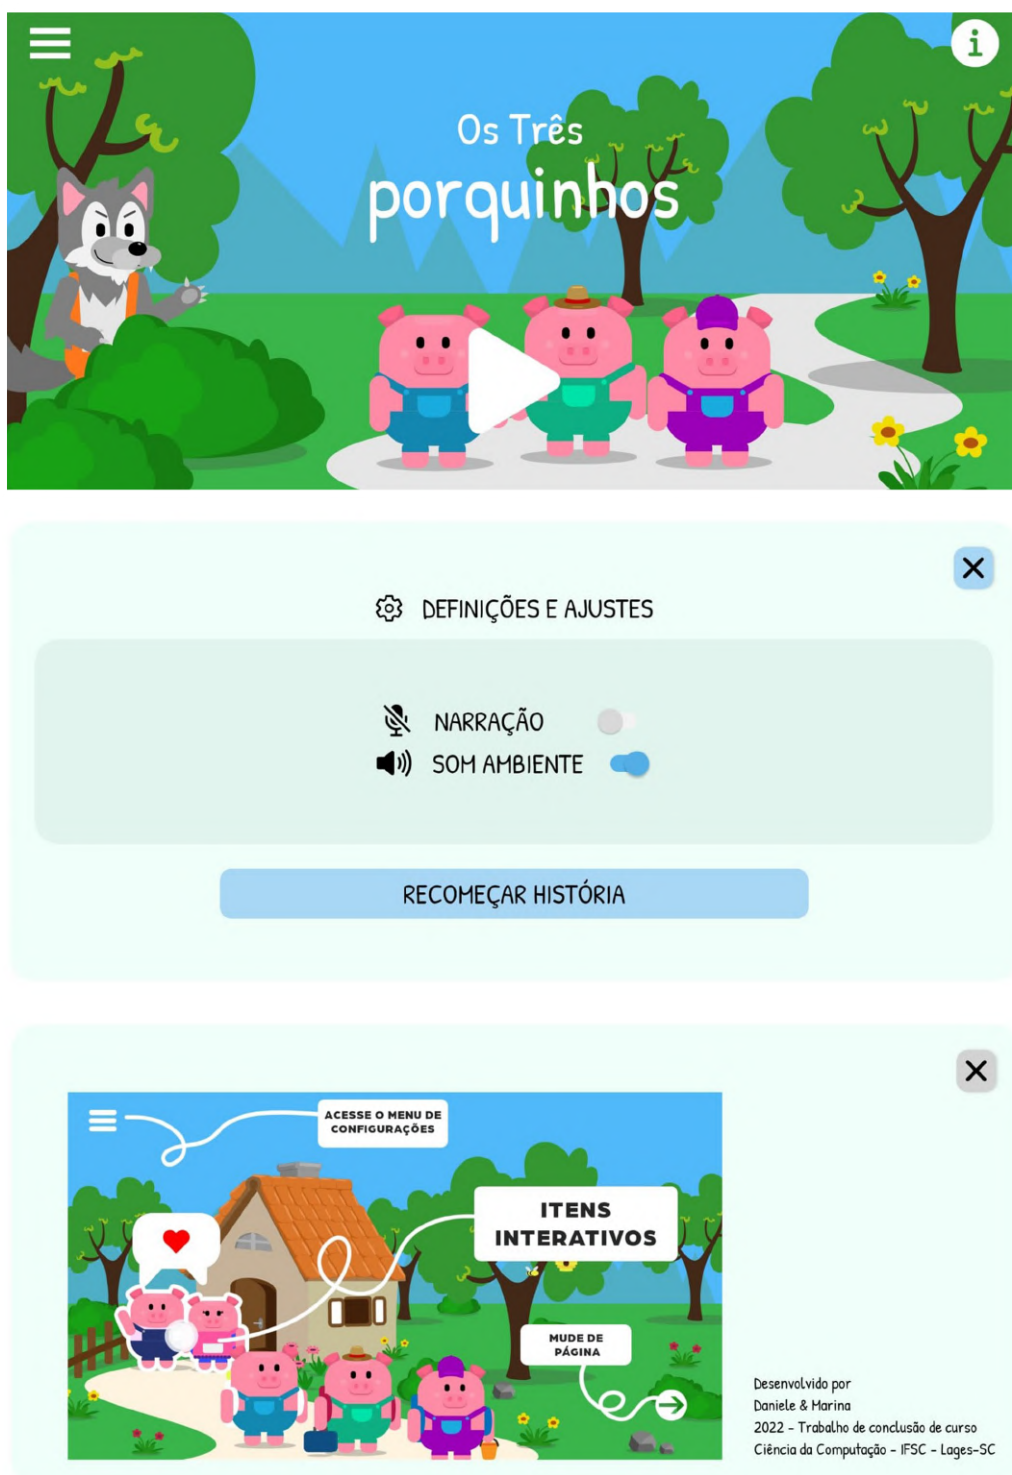 i
Os Três
porquinhos
DEFINIÇÕES E AJUSTES
NARRAÇÃO
SOM AMBIENTE
RECOMEÇAR HISTÓRIA
ACESSE O MENU DE
CONFIGURAÇÕES
ITENS
INTERATIVOS
MUDE DE
PÁGINA
Desenvolvido por
Daniele & Marina
2022 - Trabalho de conclusão de curso
Ciência da Computação - IFSC - Lages-SC